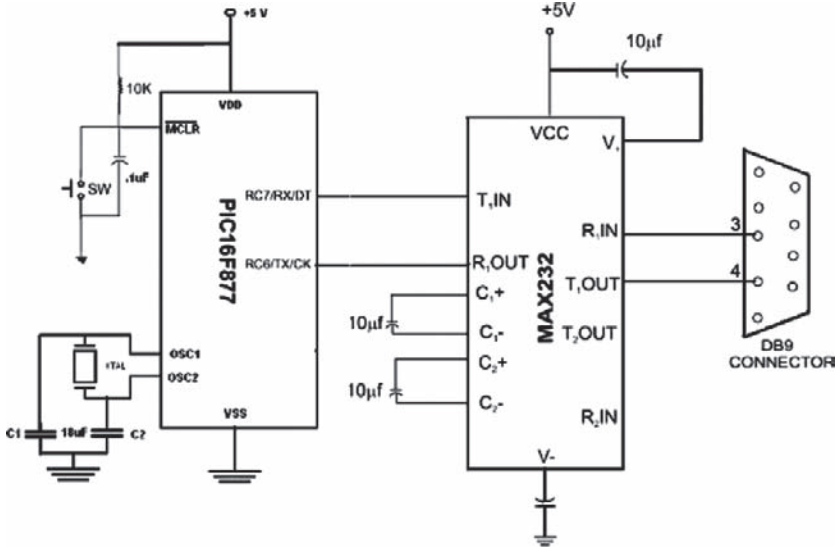 +5 V
10K
VDD
MCLR
.1uF
SW
RC7/RX/DT
PIC16F877
RC6/TX/CK
OSC1
XTAL
OSC2
VSS
C1
18uF
C2
+5V
10µf
VCC
V+
T1IN
R1IN
3
R1OUT
MAX232
T1OUT
4
C1+
10µf
C1-
T2OUT
C2+
10µf
C2-
R2IN
V-
DB9
CONNECTOR